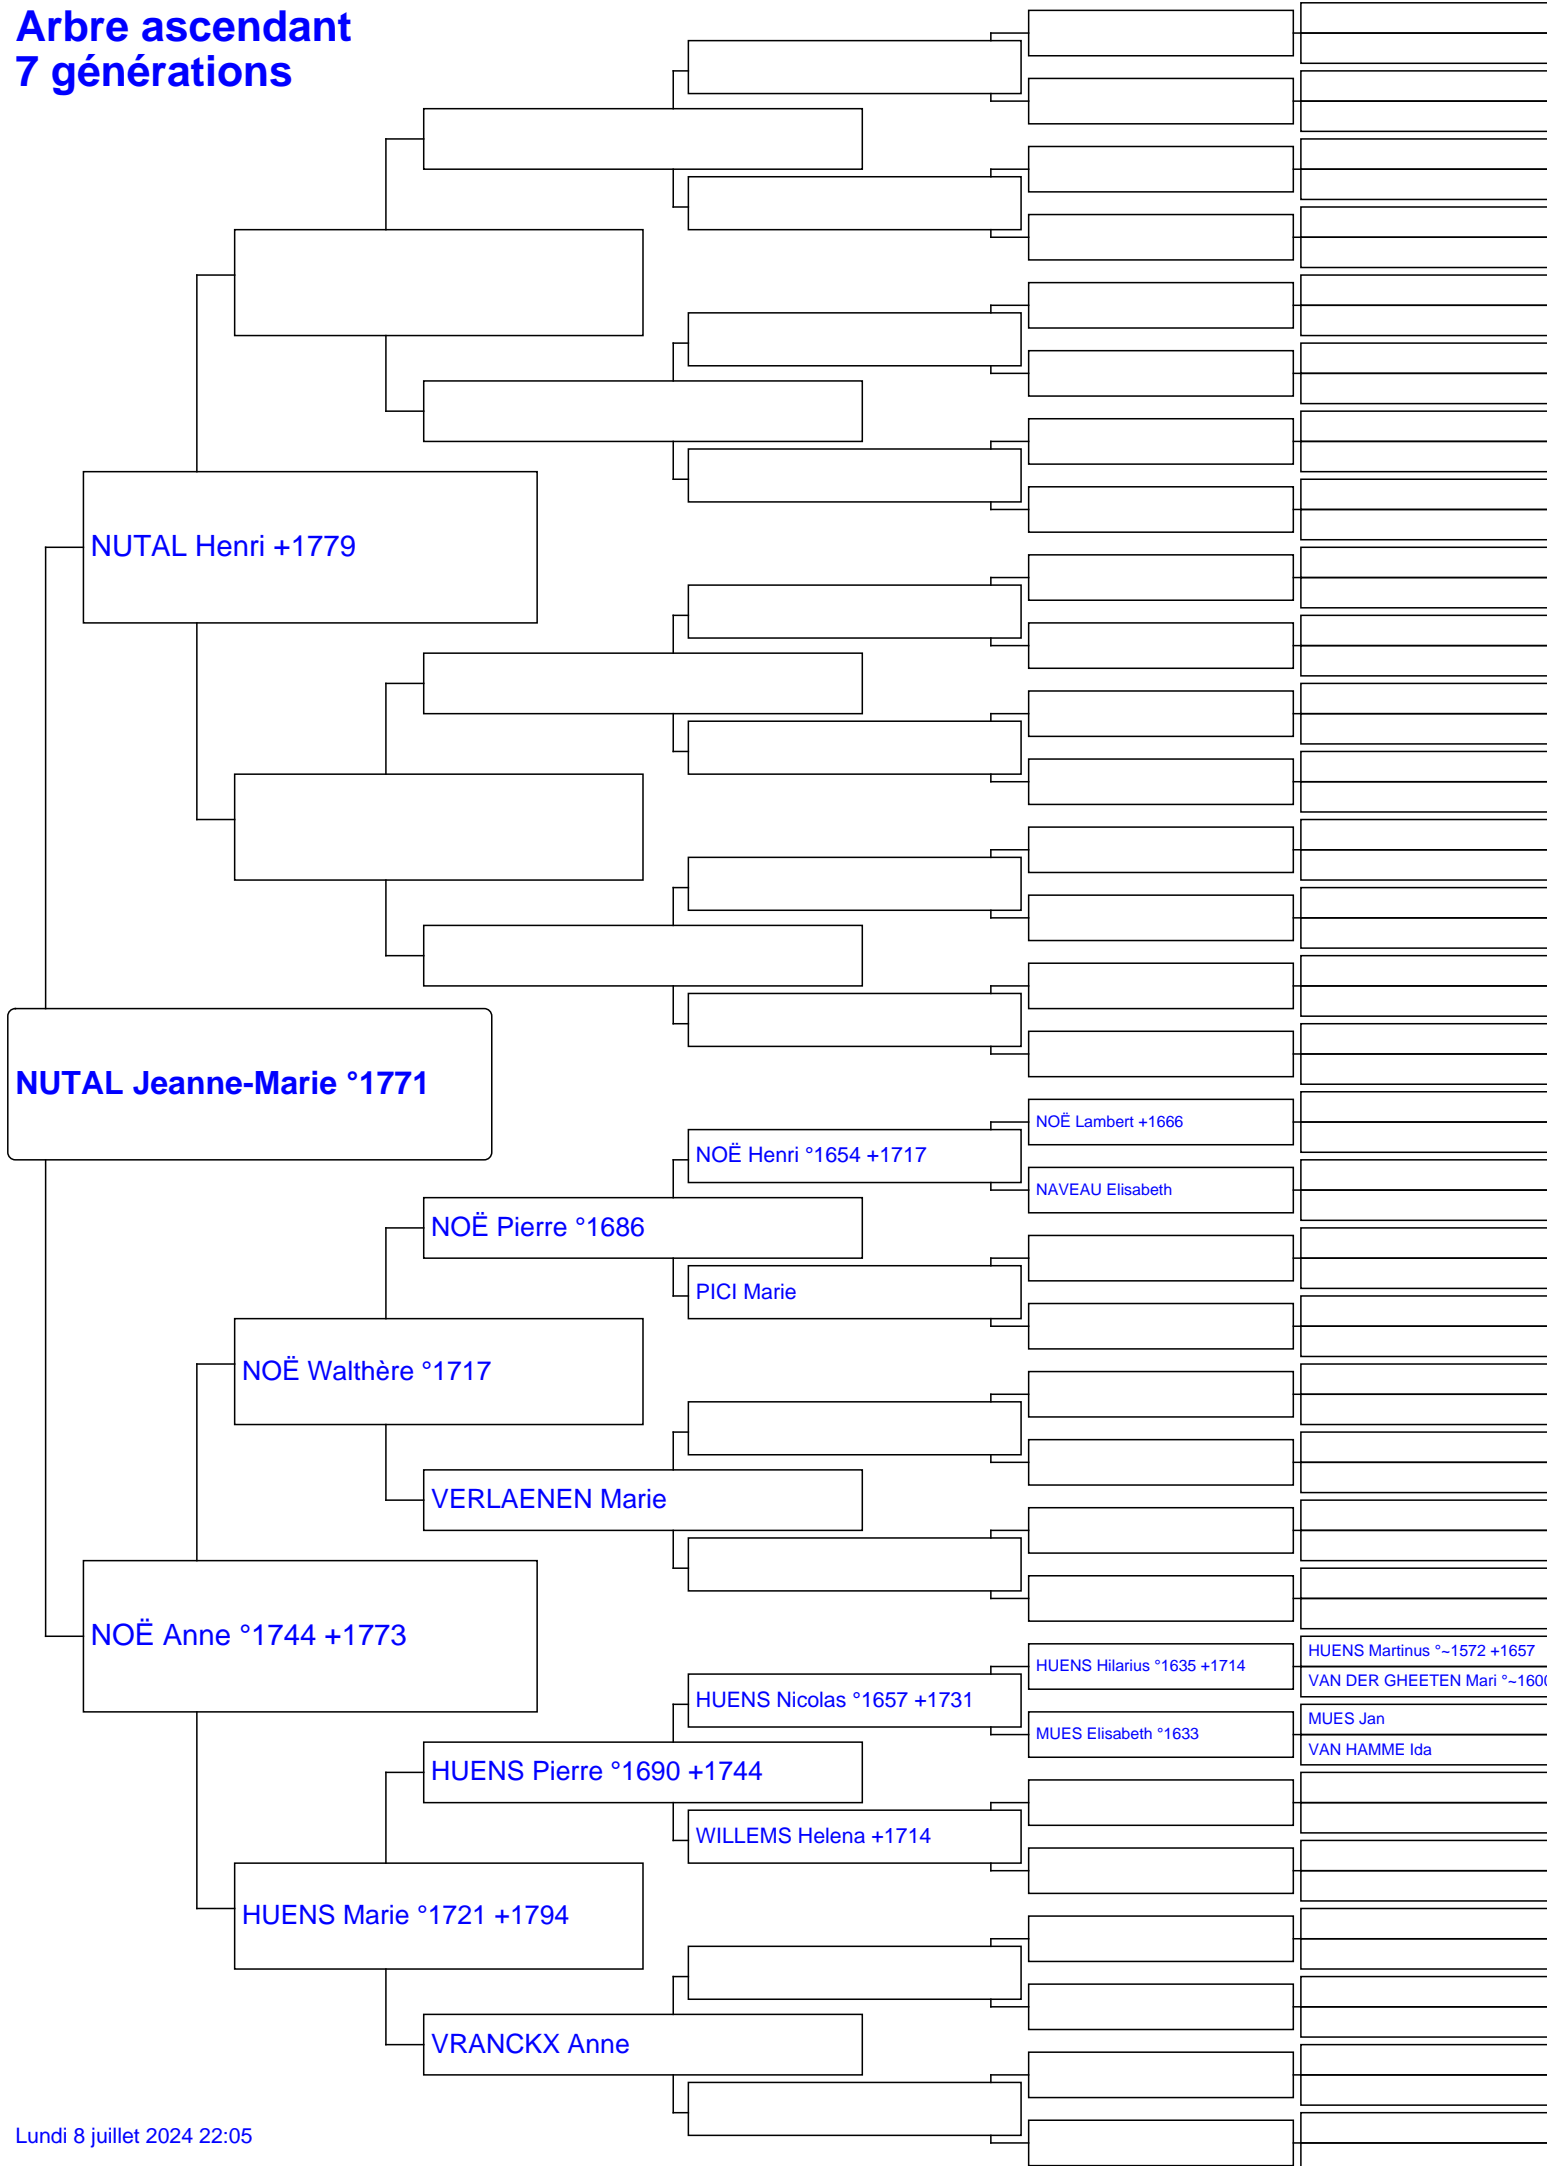 Arbre ascendant
7 générations
NUTAL Henri +1779
NUTAL Jeanne-Marie °1771
NOË Lambert +1666
NOË Henri °1654 +1717
NAVEAU Elisabeth
NOË Pierre °1686
PICI Marie
NOË Walthère °1717
VERLAENEN Marie
NOË Anne °1744 +1773
HUENS Martinus °~1572 +1657
HUENS Hilarius °1635 +1714
VAN DER GHEETEN Mari °~1600
HUENS Nicolas °1657 +1731
MUES Jan
MUES Elisabeth °1633
VAN HAMME Ida
HUENS Pierre °1690 +1744
WILLEMS Helena +1714
HUENS Marie °1721 +1794
VRANCKX Anne
Lundi 8 juillet 2024 22:05